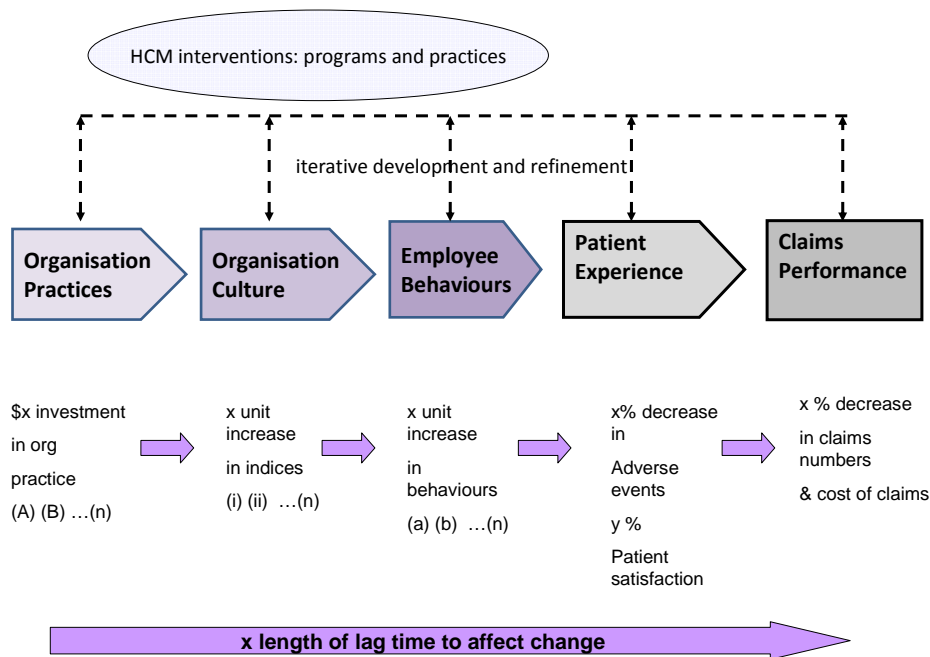 HCM interventions: programs and practices
iterative development and refinement
Organisation
Practices
Organisation
Culture
Employee
Behaviours
Patient
Experience
Claims
Performance
$x investment
in org
practice
(A) (B) …(n)
x unit
increase
in indices
(i) (ii) …(n)
x unit
increase
in
behaviours
(a) (b) …(n)
x% decrease
in
Adverse
events
y %
Patient
satisfaction
x % decrease
in claims
numbers
& cost of claims
x length of lag time to affect change